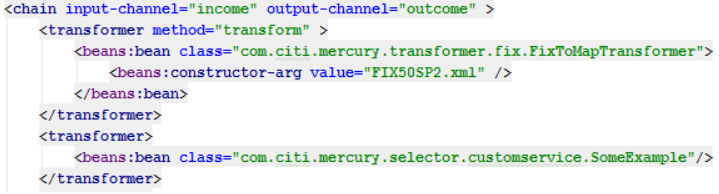 <chain input-channel="income" output-channel="outcome" >
<transformer method="transform" >
<beans:bean class="com.citi.mercury.transformer.fix.FixToMapTransformer">
<beans:constructor-arg value="FIX50SP2.xml" />
</beans:bean>
</transformer>
<transformer>
<beans:bean class="com.citi.mercury.selector.customservice.SomeExample"/>
</transformer>